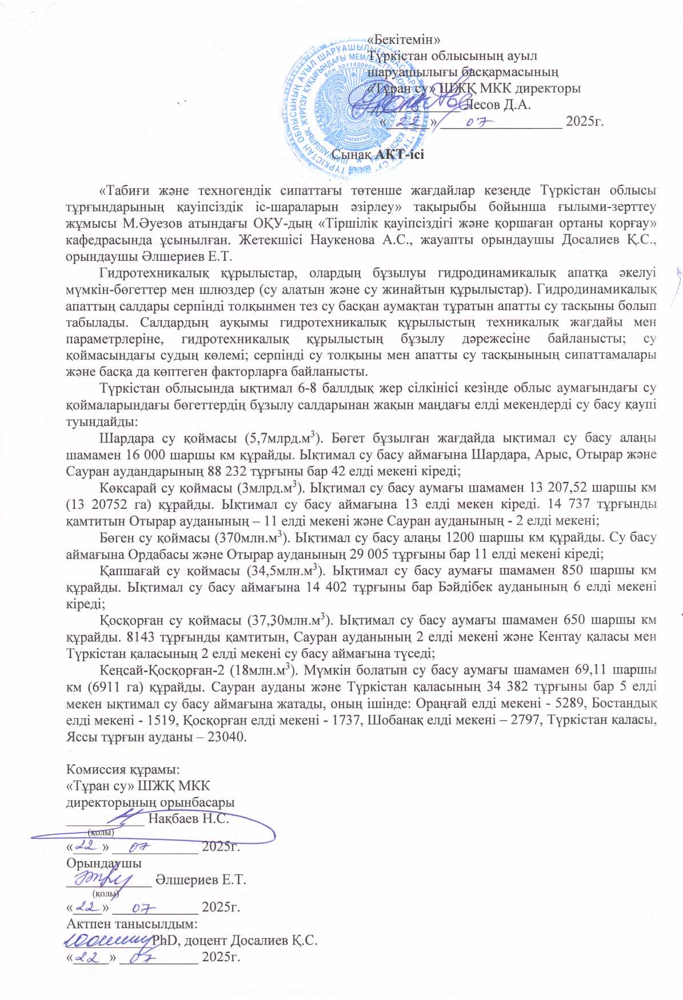 «Бекітемін»
Түркістан облысының ауыл
шаруашылығы басқармасының
«Тұран су» ШЖҚ МКК директоры
____________ Лесов Д.А.
«22» 07 2025г.
Сынақ АКТ-ісі
«Табиғи және техногендік сипаттағы төтенше жағдайлар кезеңде Түркістан облысы
тұрғындарының қауіпсіздік іс-шараларын әзірлеу» тақырыбы бойынша ғылыми-зерттеу
жұмысы М.Әуезов атындағы ОҚУ-дың «Тіршілік қауіпсіздігі және қоршаған ортаны қорғау»
кафедрасында ұсынылған. Жетекшісі Наукенова А.С., жауапты орындаушы Досалиев Қ.С.,
орындаушы Әлшериев Е.Т.
Гидротехникалық құрылыстар, олардың бұзылуы гидродинамикалық апатқа әкелуі
мүмкін-бөгеттер мен шлюздер (су алатын және су жинайтын құрылыстар). Гидродинамикалық
апаттың салдары серпінді толқынмен тез су басқан аумақтан тұратын апатты су тасқыны болып
табылады. Салдардың ауқымы гидротехникалық құрылыстың техникалық жағдайы мен
параметрлеріне, гидротехникалық құрылыстың бұзылу дәрежесіне байланысты; су
қоймасындағы судың көлемі; серпінді су толқыны мен апатты су тасқынының сипаттамалары
және басқа да көптеген факторларға байланысты.
Түркістан облысында ықтимал 6-8 баллдық жер сілкінісі кезінде облыс аумағындағы су
қоймаларындағы бөгеттердің бұзылу салдарынан жақын маңдағы елді мекендерді су басу қаупі
туындайды:
Шардара су қоймасы (5,7млрд.м³). Бөгет бұзылған жағдайда ықтимал су басу алаңы
шамамен 16 000 шаршы км құрайды. Ықтимал су басу аймағына Шардара, Арыс, Отырар және
Сауран аудандарының 88 232 тұрғыны бар 42 елді мекені кіреді;
Көксарай су қоймасы (3млрд.м³). Ықтимал су басу аумағы шамамен 13 207,52 шаршы км
(13 20752 га) құрайды. Ықтимал су басу аймағына 13 елді мекен кіреді. 14 737 тұрғынды
қамтитын Отырар ауданының – 11 елді мекені және Сауран ауданының - 2 елді мекені;
Бөген су қоймасы (370млн.м³). Ықтимал су басу алаңы 1200 шаршы км құрайды. Су басу
аймағына Ордабасы және Отырар ауданының 29 005 тұрғыны бар 11 елді мекені кіреді;
Қапшағай су қоймасы (34,5млн.м³). Ықтимал су басу аумағы шамамен 850 шаршы км
құрайды. Ықтимал су басу аймағына 14 402 тұрғыны бар Бәйдібек ауданының 6 елді мекені
кіреді;
Қосқорған су қоймасы (37,30млн.м³). Ықтимал су басу аумағы шамамен 650 шаршы км
құрайды. 8143 тұрғынды қамтитын, Сауран ауданының 2 елді мекені және Кентау қаласы мен
Түркістан қаласының 2 елді мекені су басу аймағына түседі;
Кеңсай-Қосқорған-2 (18млн.м³). Мүмкін болатын су басу аумағы шамамен 69,11 шаршы
км (6911 га) құрайды. Сауран ауданы және Түркістан қаласының 34 382 тұрғыны бар 5 елді
мекен ықтимал су басу аймағына жатады, оның ішінде: Ораңғай елді мекені - 5289, Бостандық
елді мекені - 1519, Қосқорған елді мекені - 1737, Шобанақ елді мекені – 2797, Түркістан қаласы,
Яссы тұрғын ауданы – 23040.
Комиссия құрамы:
«Тұран су» ШЖҚ МКК
директорының орынбасары
___________ Нақбаев Н.С.
(қолы)
«22» 07 2025г.
Орындаушы
____________ Әлшериев Е.Т.
(қолы)
«22» 07 2025г.
Актпен танысылдым:
____________PhD, доцент Досалиев Қ.С.
«22» 07 2025г.